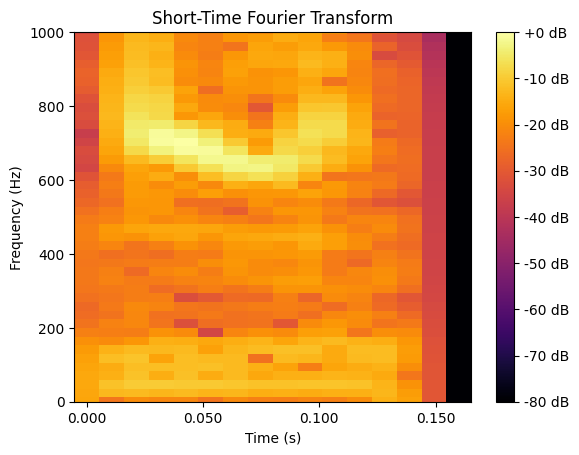 Short-Time Fourier Transform
1000
800
600
400
200
0
Frequency (Hz)
0.000
0.050
0.100
0.150
Time (s)
+0 dB
-10 dB
-20 dB
-30 dB
-40 dB
-50 dB
-60 dB
-70 dB
-80 dB